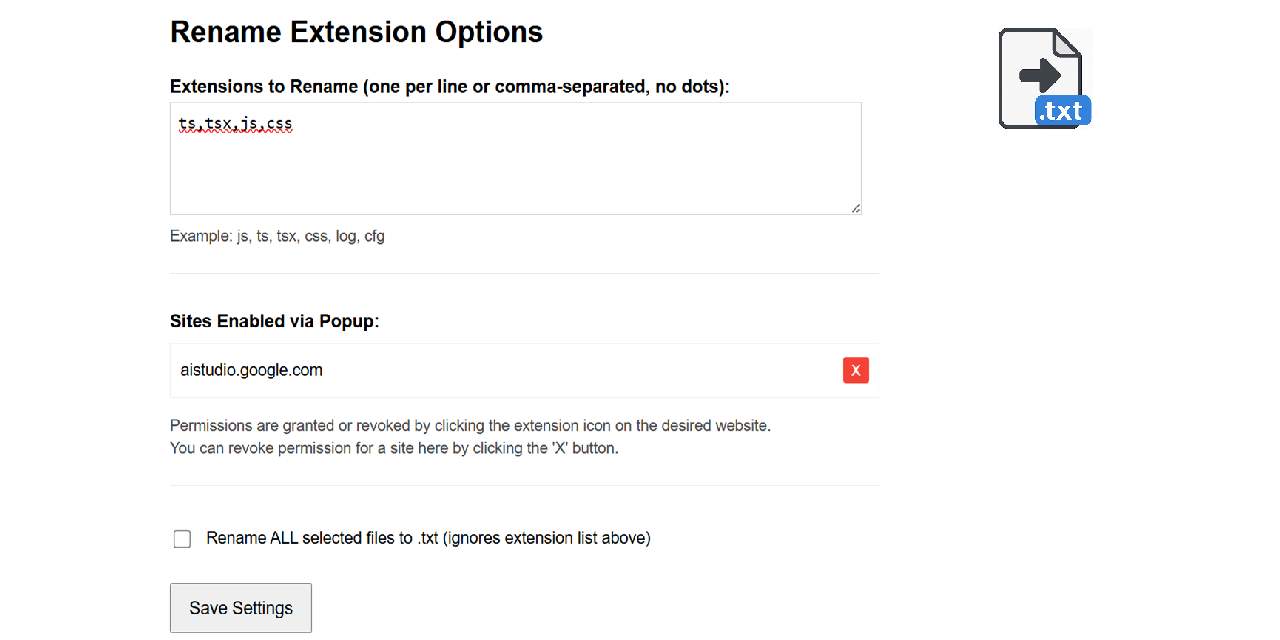 Rename Extension Options
.txt
Extensions to Rename (one per line or comma-separated, no dots):
ts,tsx,js,css
Example: js, ts, tsx, css, log, cfg
Sites Enabled via Popup:
aistudio.google.com
X
Permissions are granted or revoked by clicking the extension icon on the desired website.
You can revoke permission for a site here by clicking the 'X' button.
Rename ALL selected files to .txt (ignores extension list above)
Save Settings